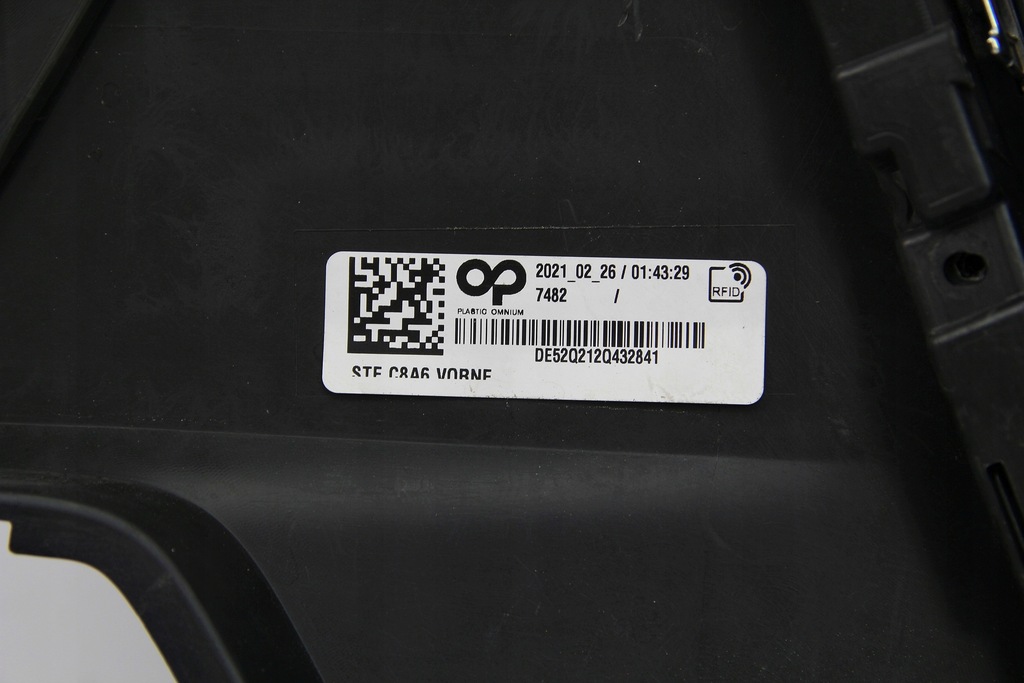 2021_02_26 / 01:43:29
7482 /
RFID
PLASTIC OMNIUM
DE52Q212Q432841
STF C8A6 VORNE